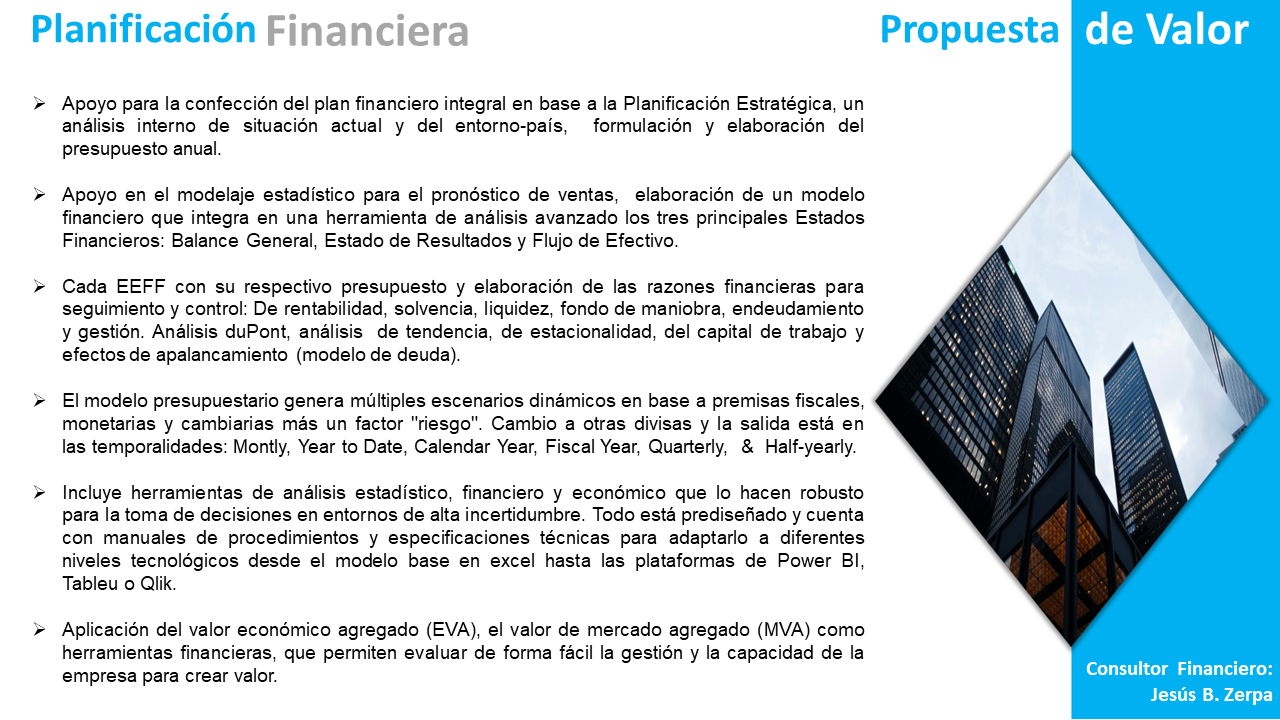 Planificación Financiera
Propuesta de Valor
➢ Apoyo para la confección del plan financiero integral en base a la Planificación Estratégica, un
análisis interno de situación actual y del entorno-país, formulación y elaboración del
presupuesto anual.
➢ Apoyo en el modelaje estadístico para el pronóstico de ventas, elaboración de un modelo
financiero que integra en una herramienta de análisis avanzado los tres principales Estados
Financieros: Balance General, Estado de Resultados y Flujo de Efectivo.
➢ Cada EEFF con su respectivo presupuesto y elaboración de las razones financieras para
seguimiento y control: De rentabilidad, solvencia, liquidez, fondo de maniobra, endeudamiento
y gestión. Análisis duPont, análisis de tendencia, de estacionalidad, del capital de trabajo y
efectos de apalancamiento (modelo de deuda).
➢ El modelo presupuestario genera múltiples escenarios dinámicos en base a premisas fiscales,
monetarias y cambiarias más un factor "riesgo". Cambio a otras divisas y la salida está en
las temporalidades: Montly, Year to Date, Calendar Year, Fiscal Year, Quarterly, & Half-yearly.
➢ Incluye herramientas de análisis estadístico, financiero y económico que lo hacen robusto
para la toma de decisiones en entornos de alta incertidumbre. Todo está prediseñado y cuenta
con manuales de procedimientos y especificaciones técnicas para adaptarlo a diferentes
niveles tecnológicos desde el modelo base en excel hasta las plataformas de Power BI,
Tableu o Qlik.
➢ Aplicación del valor económico agregado (EVA), el valor de mercado agregado (MVA) como
herramientas financieras, que permiten evaluar de forma fácil la gestión y la capacidad de la
empresa para crear valor.
Consultor Financiero:
Jesús B. Zerpa